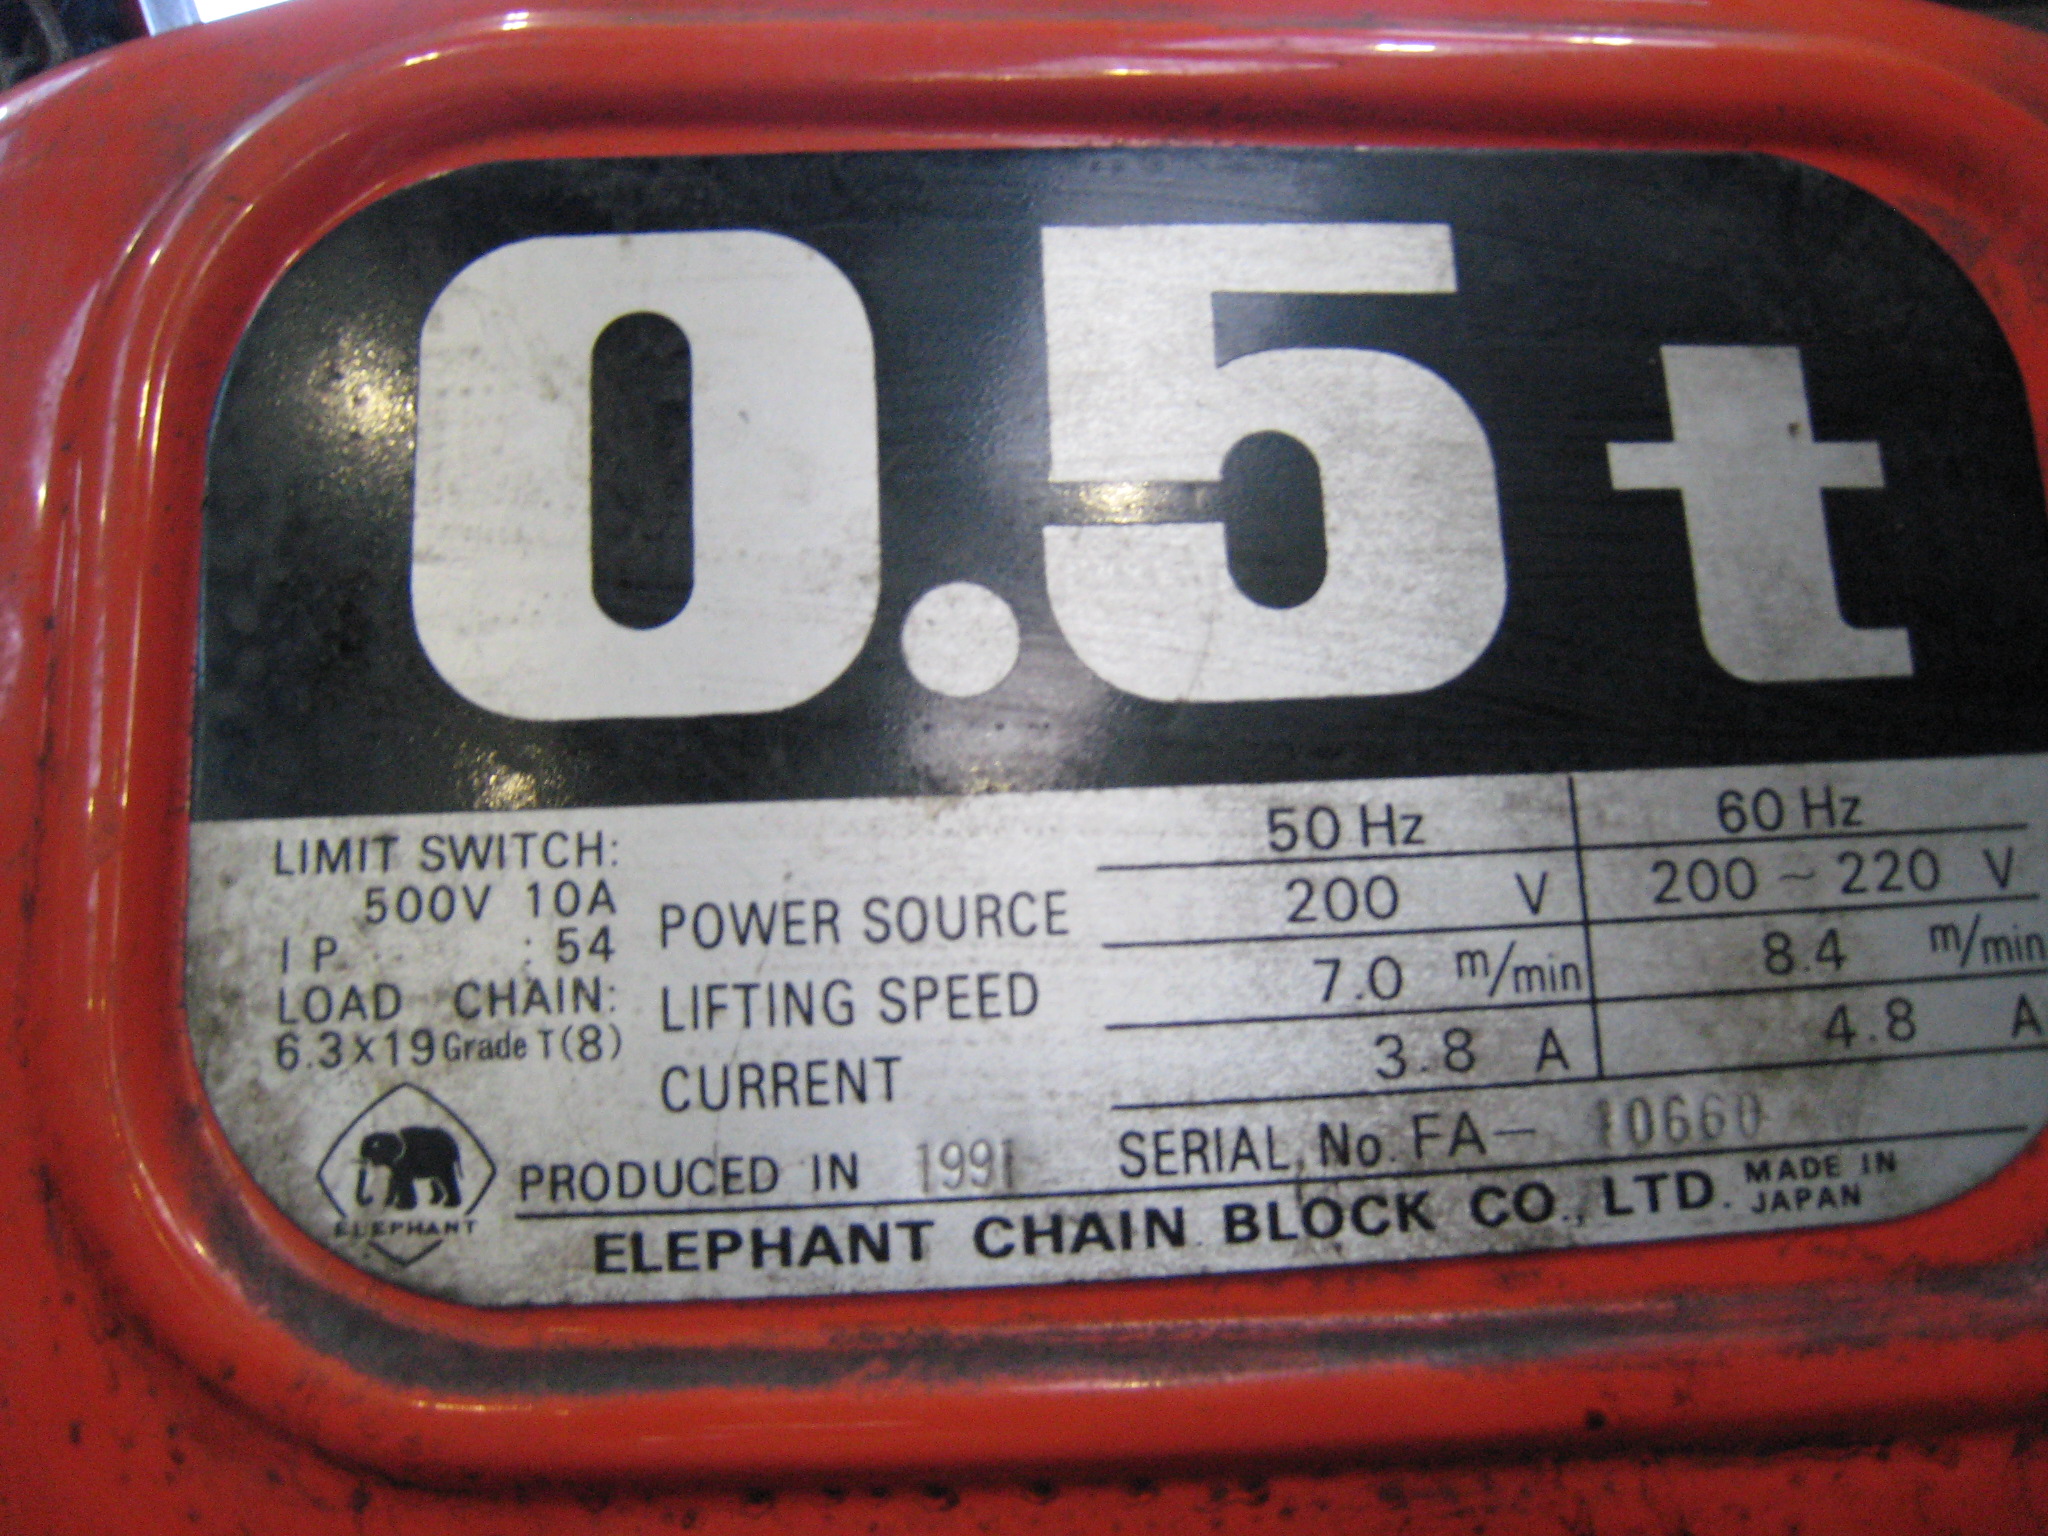 0.5 t
50 Hz 60 Hz
LIMIT SWITCH:
500V 10A
IP : 54
LOAD CHAIN:
6.3×19 Grade T(8)
POWER SOURCE 200 V 200 ~ 220 V
LIFTING SPEED 7.0 m/min 8.4 m/min
CURRENT 3.8 A 4.8 A
ELEPHANT
PRODUCED IN 1991 SERIAL No. FA- 10660
ELEPHANT CHAIN BLOCK CO., LTD. MADE IN JAPAN